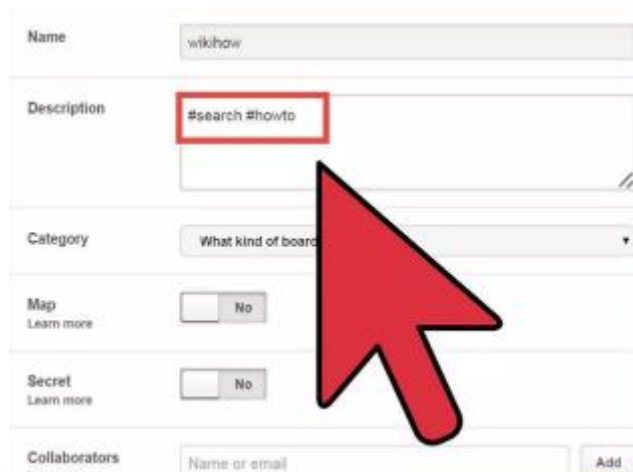 Name
wikihow
Description
#search #howto
Category
What kind of board
Map
No
Learn more
Secret
No
Learn more
Collaborators
Name or email
Add